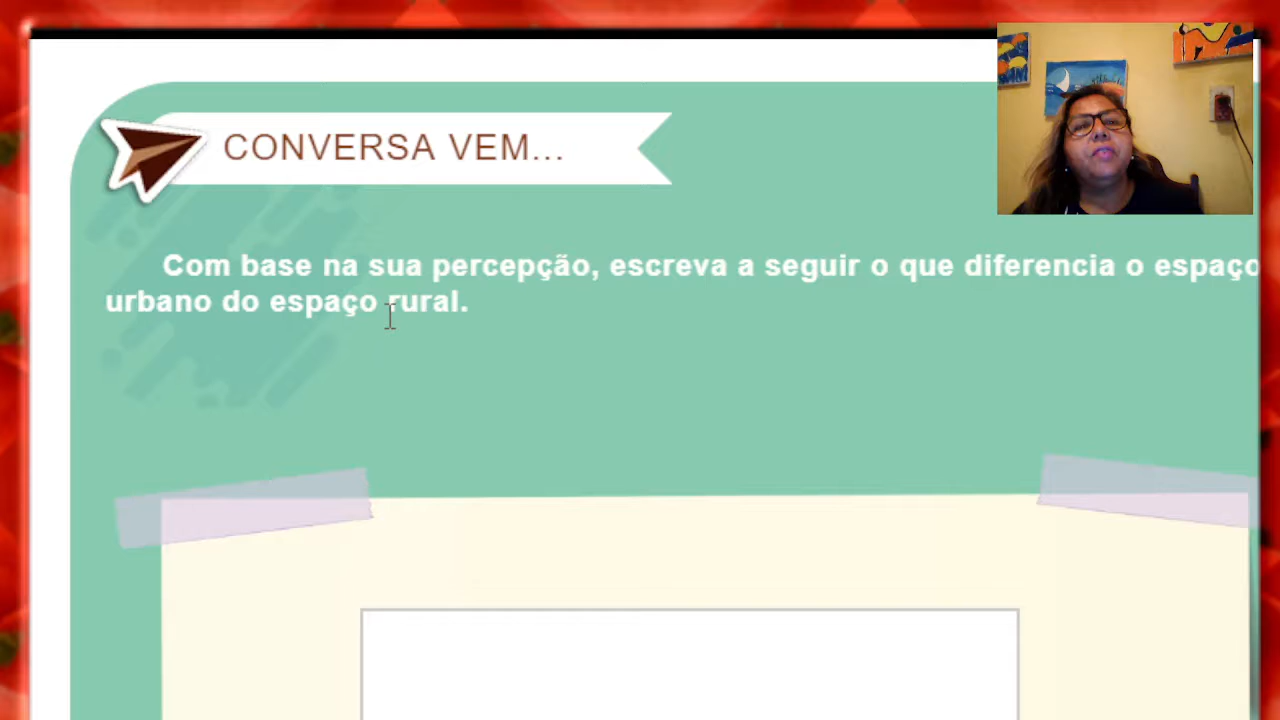 CONVERSA VEM...
Com base na sua percepção, escreva a seguir o que diferencia o espaço
urbano do espaço rural.